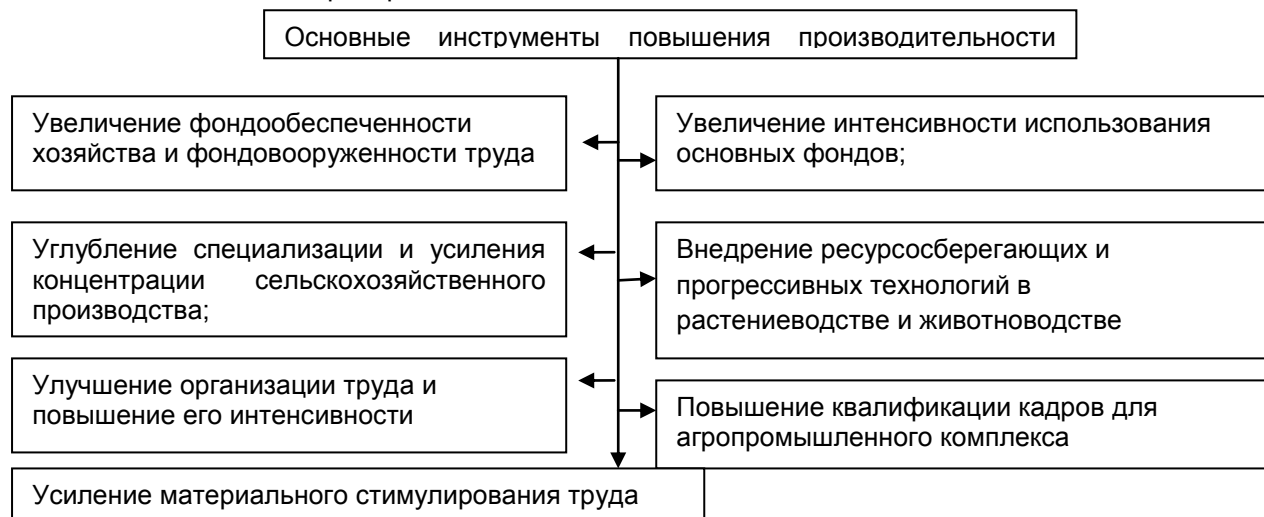 Основные инструменты повышения производительности
Увеличение фондообеспеченности
хозяйства и фондовооруженности труда
Увеличение интенсивности использования
основных фондов;
Углубление специализации и усиления
концентрации сельскохозяйственного
производства;
Внедрение ресурсосберегающих и
прогрессивных технологий в
растениеводстве и животноводстве
Улучшение организации труда и
повышение его интенсивности
Повышение квалификации кадров для
агропромышленного комплекса
Усиление материального стимулирования труда